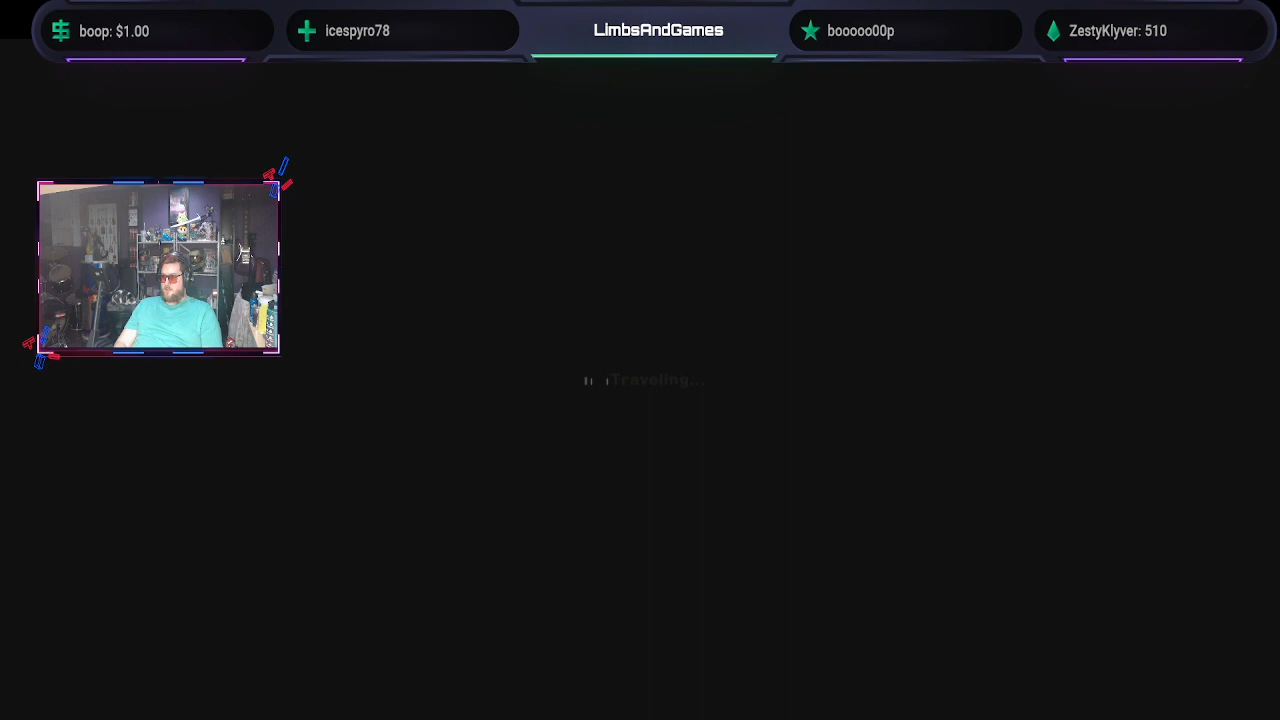 boop: $1.00
icespyro78
LimbsAndGames
booooo00p
ZestyKlyver: 510
Traveling...